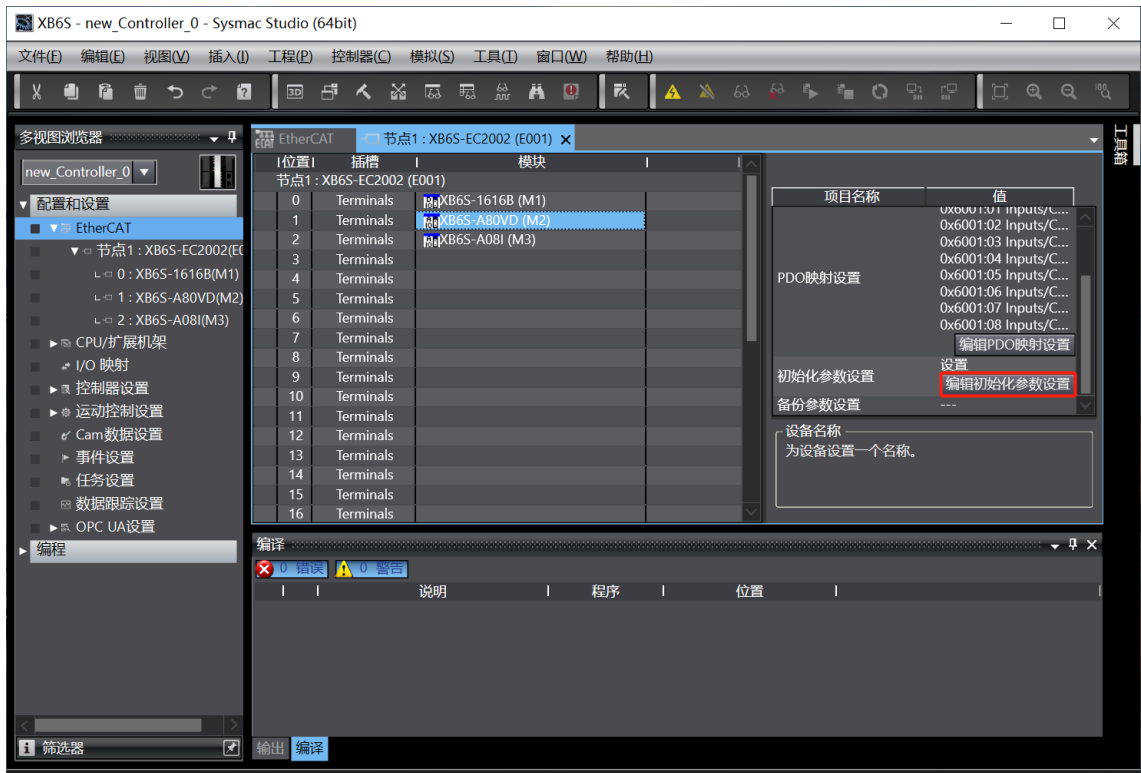 XB6S - new_Controller_0 - Sysmac Studio (64bit)
文件(F) 编辑(E) 视图(V) 插入(I) 工程(P) 控制器(C) 模拟(S) 工具(T) 窗口(W) 帮助(H)
多视图浏览器
new_Controller_0
配置和设置
EtherCAT
节点1 : XB6S-EC2002(E0
0 : XB6S-1616B(M1)
1 : XB6S-A80VD(M2)
2 : XB6S-A08I(M3)
CPU/扩展机架
I/O 映射
控制器设置
运动控制设置
Cam数据设置
事件设置
任务设置
数据跟踪设置
OPC UA设置
编程
筛选器
EtherCAT 节点1 : XB6S-EC2002 (E001)
位置 插槽 模块
节点1 : XB6S-EC2002 (E001)
0 Terminals XB6S-1616B (M1)
1 Terminals XB6S-A80VD (M2)
2 Terminals XB6S-A08I (M3)
3 Terminals
4 Terminals
5 Terminals
6 Terminals
7 Terminals
8 Terminals
9 Terminals
10 Terminals
11 Terminals
12 Terminals
13 Terminals
14 Terminals
15 Terminals
16 Terminals
项目名称 值
PDO映射设置
0x6001:01 Inputs/C...
0x6001:02 Inputs/C...
0x6001:03 Inputs/C...
0x6001:04 Inputs/C...
0x6001:05 Inputs/C...
0x6001:06 Inputs/C...
0x6001:07 Inputs/C...
0x6001:08 Inputs/C...
编辑PDO映射设置
初始化参数设置
设置
编辑初始化参数设置
备份参数设置 ---
设备名称
为设备设置一个名称。
工具箱
编译
0 错误 0 警告
说明 程序 位置
输出 编译